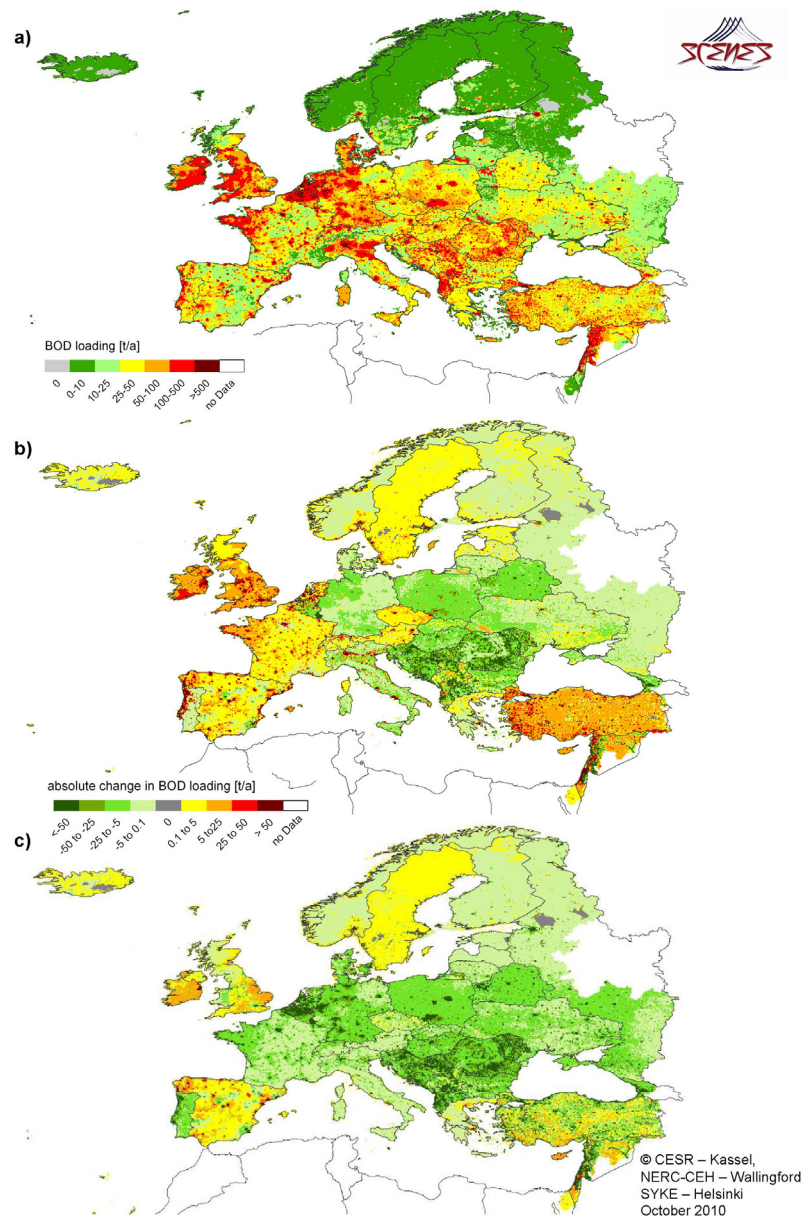 a)
SCENES
BOD loading [t/a]
0
0-10
10-25
25-50
50-100
100-500
>500
no Data
b)
absolute change in BOD loading [t/a]
<-50
-50 to -25
-25 to -5
-5 to 0.1
0
0.1 to 5
5 to25
25 to 50
> 50
no Data
c)
© CESR – Kassel,
NERC-CEH – Wallingford
SYKE – Helsinki
October 2010